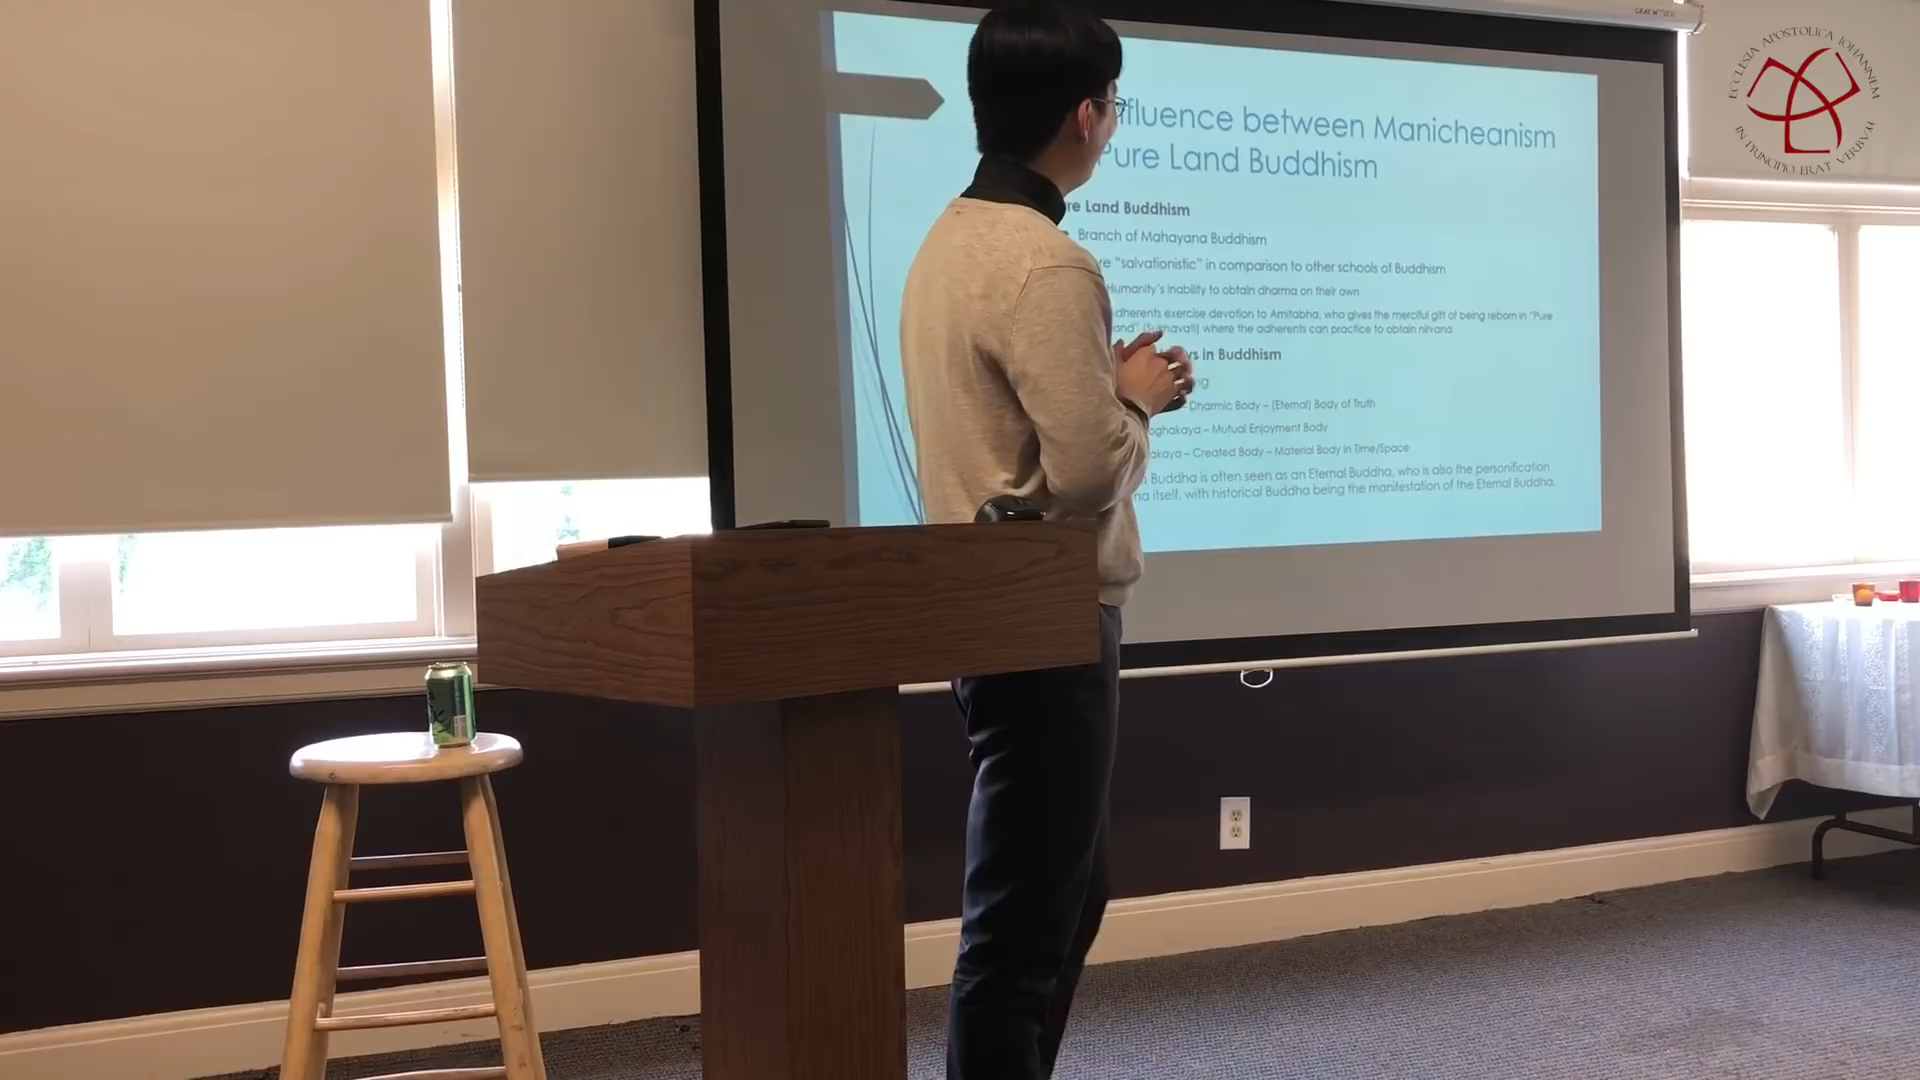 fluence between Manicheanism
Pure Land Buddhism
re Land Buddhism
Branch of Mahayana Buddhism
re "salvationistic" in comparison to other schools of Buddhism
Humanity's inability to obtain dharma on their own
dherents exercise devotion to Amitabha, who gives the merciful gift of being reborn in "Pure
and" (Sukhavati) where the adherents can practice to obtain nirvana
ys in Buddhism
ng
– Dharmic Body – (Eternal) Body of Truth
oghakaya – Mutual Enjoyment Body
akaya – Created Body – Material Body in Time/Space
Buddha is often seen as an Eternal Buddha, who is also the personification
na itself, with historical Buddha being the manifestation of the Eternal Buddha.
ECCLESIA APOSTOLICA IOHANNEM
IN PRINCIPIO ERAT VERBVM